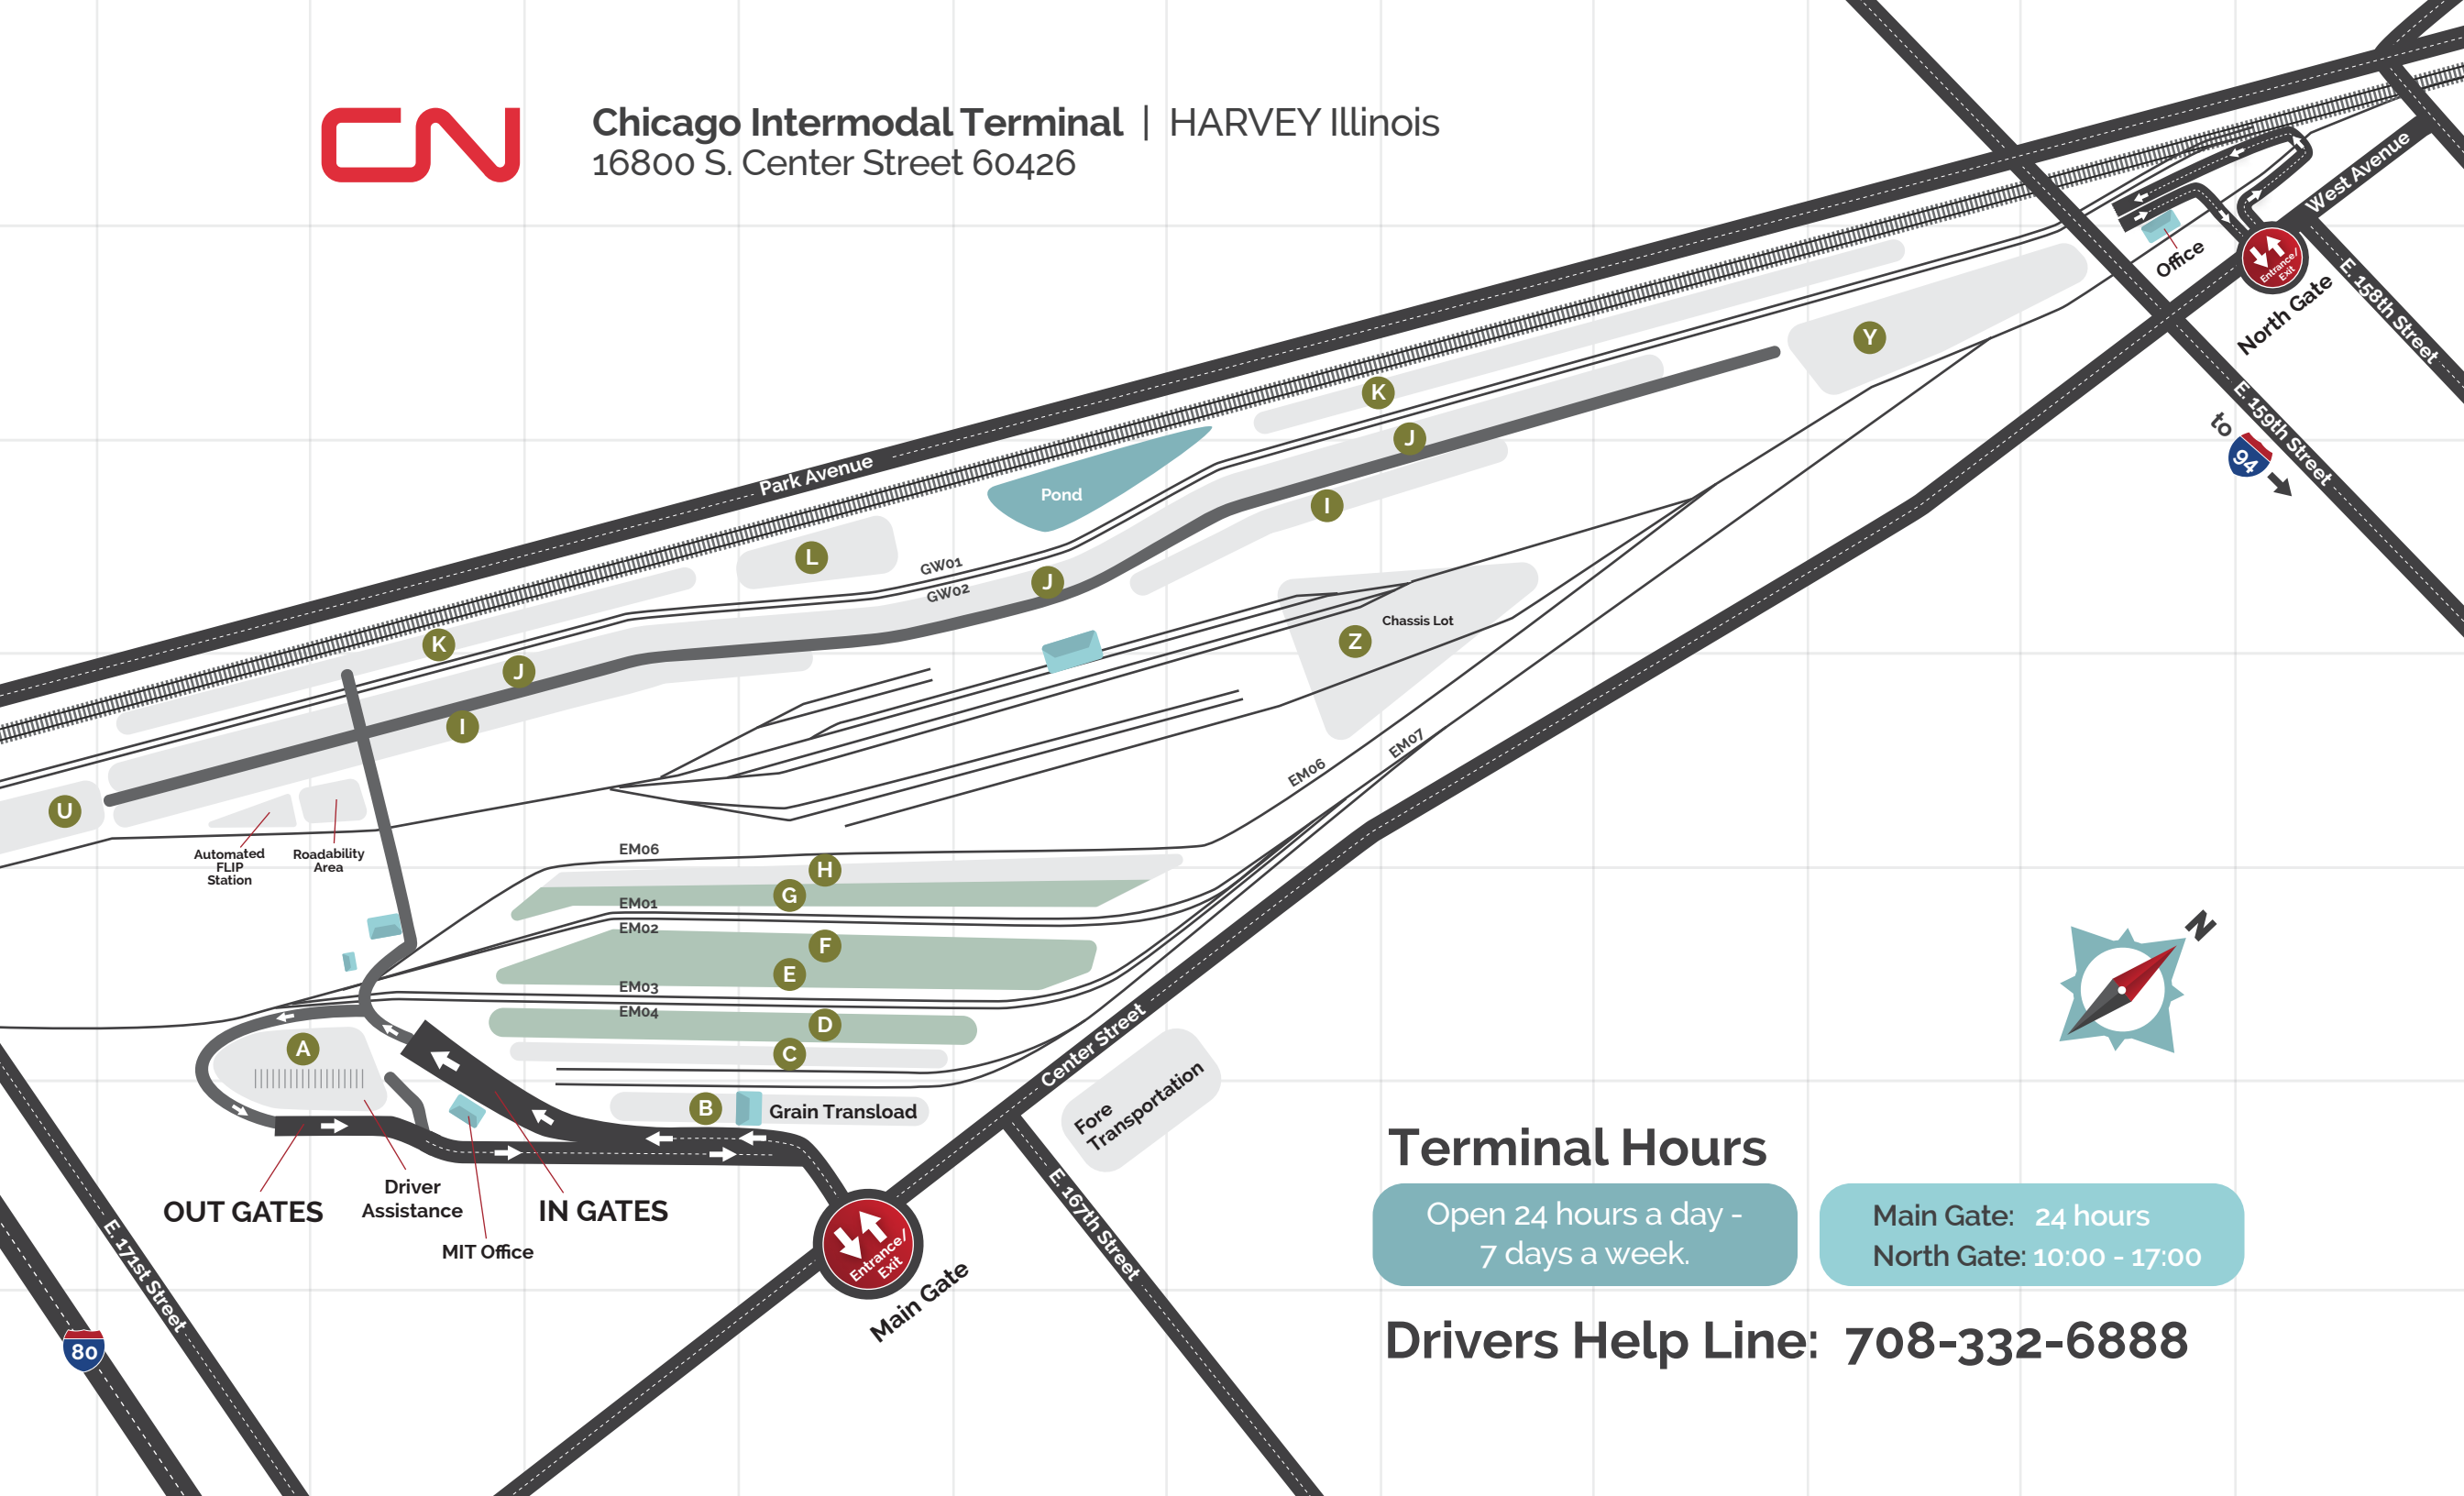 CN
Chicago Intermodal Terminal | HARVEY Illinois
16800 S. Center Street 60426
West Avenue
Office
Entrance/
Exit
North Gate
E. 158th Street
E. 159th Street
to
94
Y
K
J
I
Park Avenue
Pond
L
GW01
GW02
J
K
J
I
Z
Chassis Lot
U
Automated
FLIP
Station
Roadability
Area
EM06
EM07
EM06
H
G
EM01
EM02
F
E
EM03
EM04
D
C
A
B
Grain Transload
Center Street
Fore
Transportation
N
OUT GATES
Driver
Assistance
IN GATES
MIT Office
Entrance/
Exit
Main Gate
E. 167th Street
E. 171st Street
80
Terminal Hours
Open 24 hours a day -
7 days a week.
Main Gate: 24 hours
North Gate: 10:00 - 17:00
Drivers Help Line: 708-332-6888